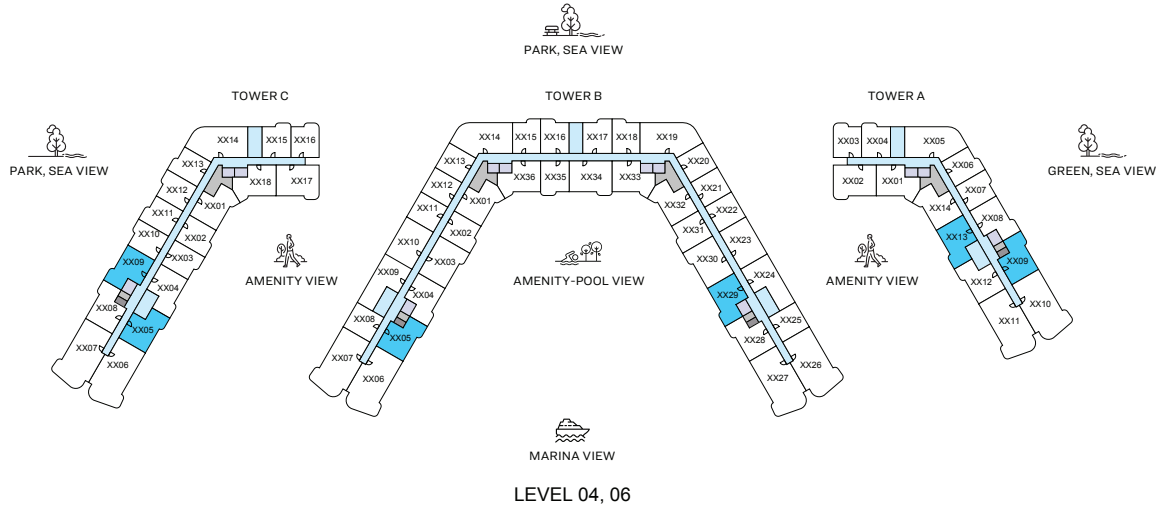 PARK, SEA VIEW
TOWER C
TOWER B
TOWER A
PARK, SEA VIEW
GREEN, SEA VIEW
XX14
XX15
XX16
XX13
XX12
XX11
XX10
XX09
XX08
XX07
XX06
XX05
XX04
XX03
XX02
XX01
XX18
XX17
AMENITY VIEW
XX14
XX15
XX16
XX17
XX18
XX19
XX13
XX12
XX11
XX10
XX09
XX08
XX07
XX06
XX05
XX04
XX03
XX02
XX01
XX36
XX35
XX34
XX33
XX32
XX31
XX30
XX29
XX28
XX27
XX26
XX25
XX24
XX23
XX22
XX21
XX20
AMENITY-POOL VIEW
AMENITY VIEW
XX03
XX04
XX05
XX02
XX01
XX06
XX07
XX08
XX09
XX10
XX11
XX12
XX13
XX14
MARINA VIEW
LEVEL 04, 06